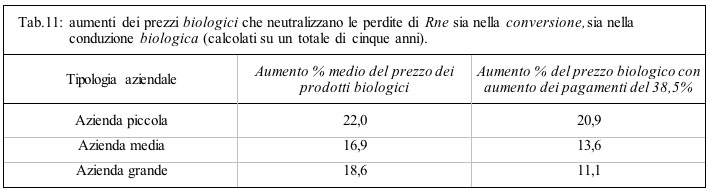 Tab.11: aumenti dei prezzi biologici che neutralizzano le perdite di Rne sia nella conversione, sia nella
conduzione biologica (calcolati su un totale di cinque anni).
Tipologia aziendale
Aumento % medio del prezzo dei
prodotti biologici
Aumento % del prezzo biologico con
aumento dei pagamenti del 38,5%
Azienda piccola 22,0 20,9
Azienda media 16,9 13,6
Azienda grande 18,6 11,1